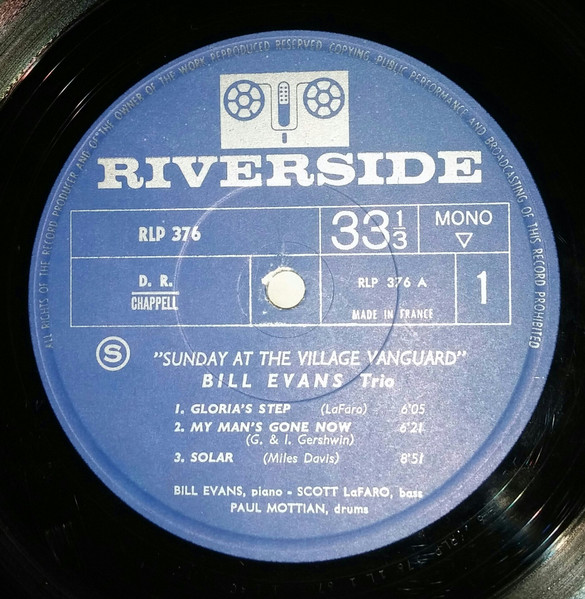 ALL RIGHTS OF THE RECORD PRODUCER AND OF THE OWNER OF THE WORK REPRODUCED RESERVED. COPYING, PUBLIC PERFORMANCE AND BROADCASTING OF THIS RECORD PROHIBITED
RIVERSIDE
RLP 376
33 1/3
MONO
D. R.
CHAPPELL
RLP 376 A
MADE IN FRANCE
1
S
"SUNDAY AT THE VILLAGE VANGUARD"
BILL EVANS Trio
1. GLORIA'S STEP (LaFaro) 6'05
2. MY MAN'S GONE NOW 6'21
(G. & I. Gershwin)
3. SOLAR (Miles Davis) 8'51
BILL EVANS, piano - SCOTT LaFARO, bass
PAUL MOTTIAN, drums